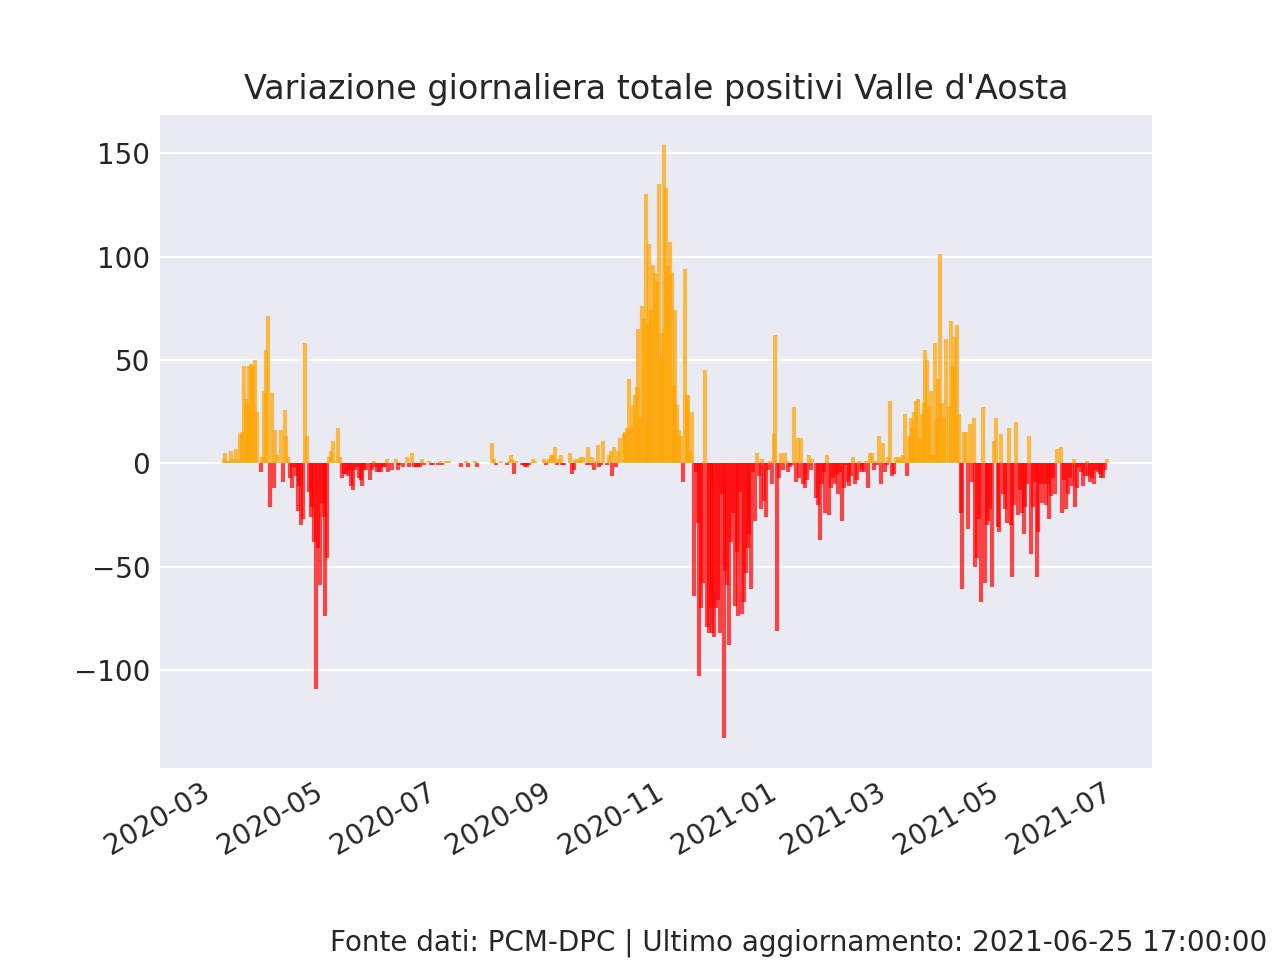 Variazione giornaliera totale positivi Valle d'Aosta
150
100
50
0
−50
−100
2020-03 2020-05 2020-07 2020-09 2020-11 2021-01 2021-03 2021-05 2021-07
Fonte dati: PCM-DPC | Ultimo aggiornamento: 2021-06-25 17:00:00